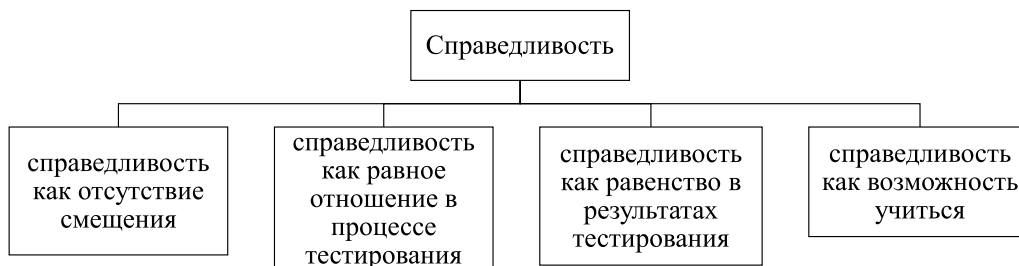 Справедливость
справедливость
как отсутствие
смещения
справедливость
как равное
отношение в
процессе
тестирования
справедливость
как равенство в
результатах
тестирования
справедливость
как возможность
учиться